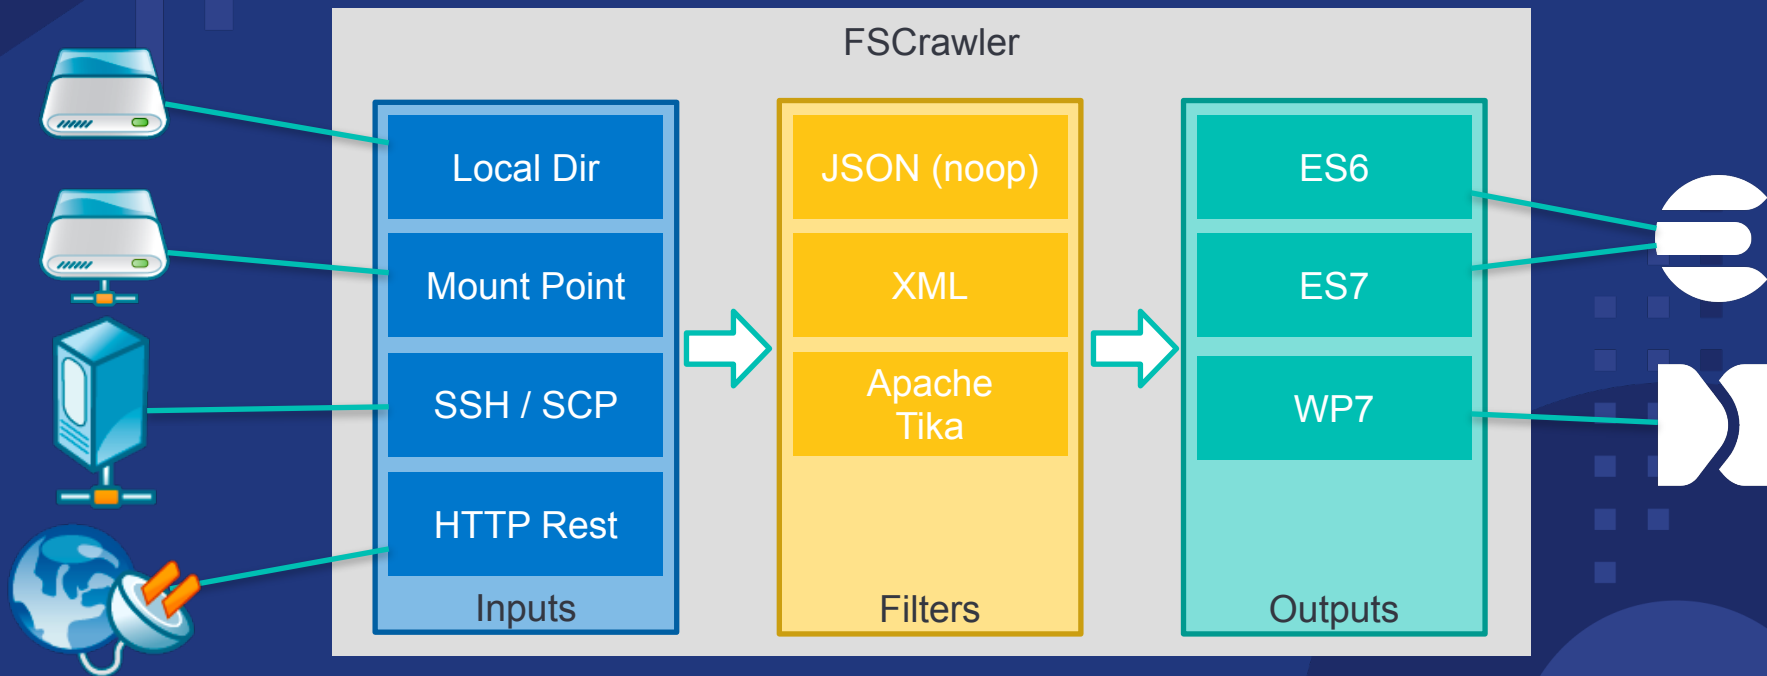 FSCrawler
Local Dir
Mount Point
SSH / SCP
HTTP Rest
Inputs
JSON (noop)
XML
Apache
Tika
Filters
ES6
ES7
WP7
Outputs